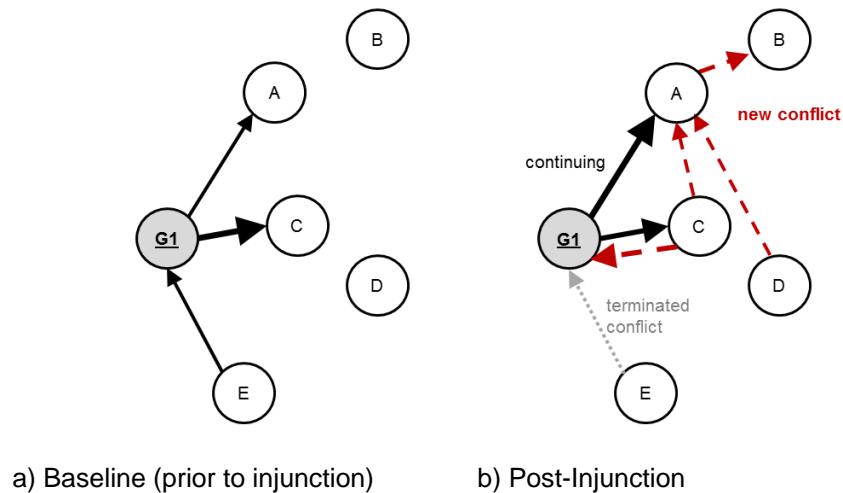 B
A
G1
C
D
E
a) Baseline (prior to injunction)
B
A
new conflict
continuing
G1
C
D
terminated
conflict
E
b) Post-Injunction